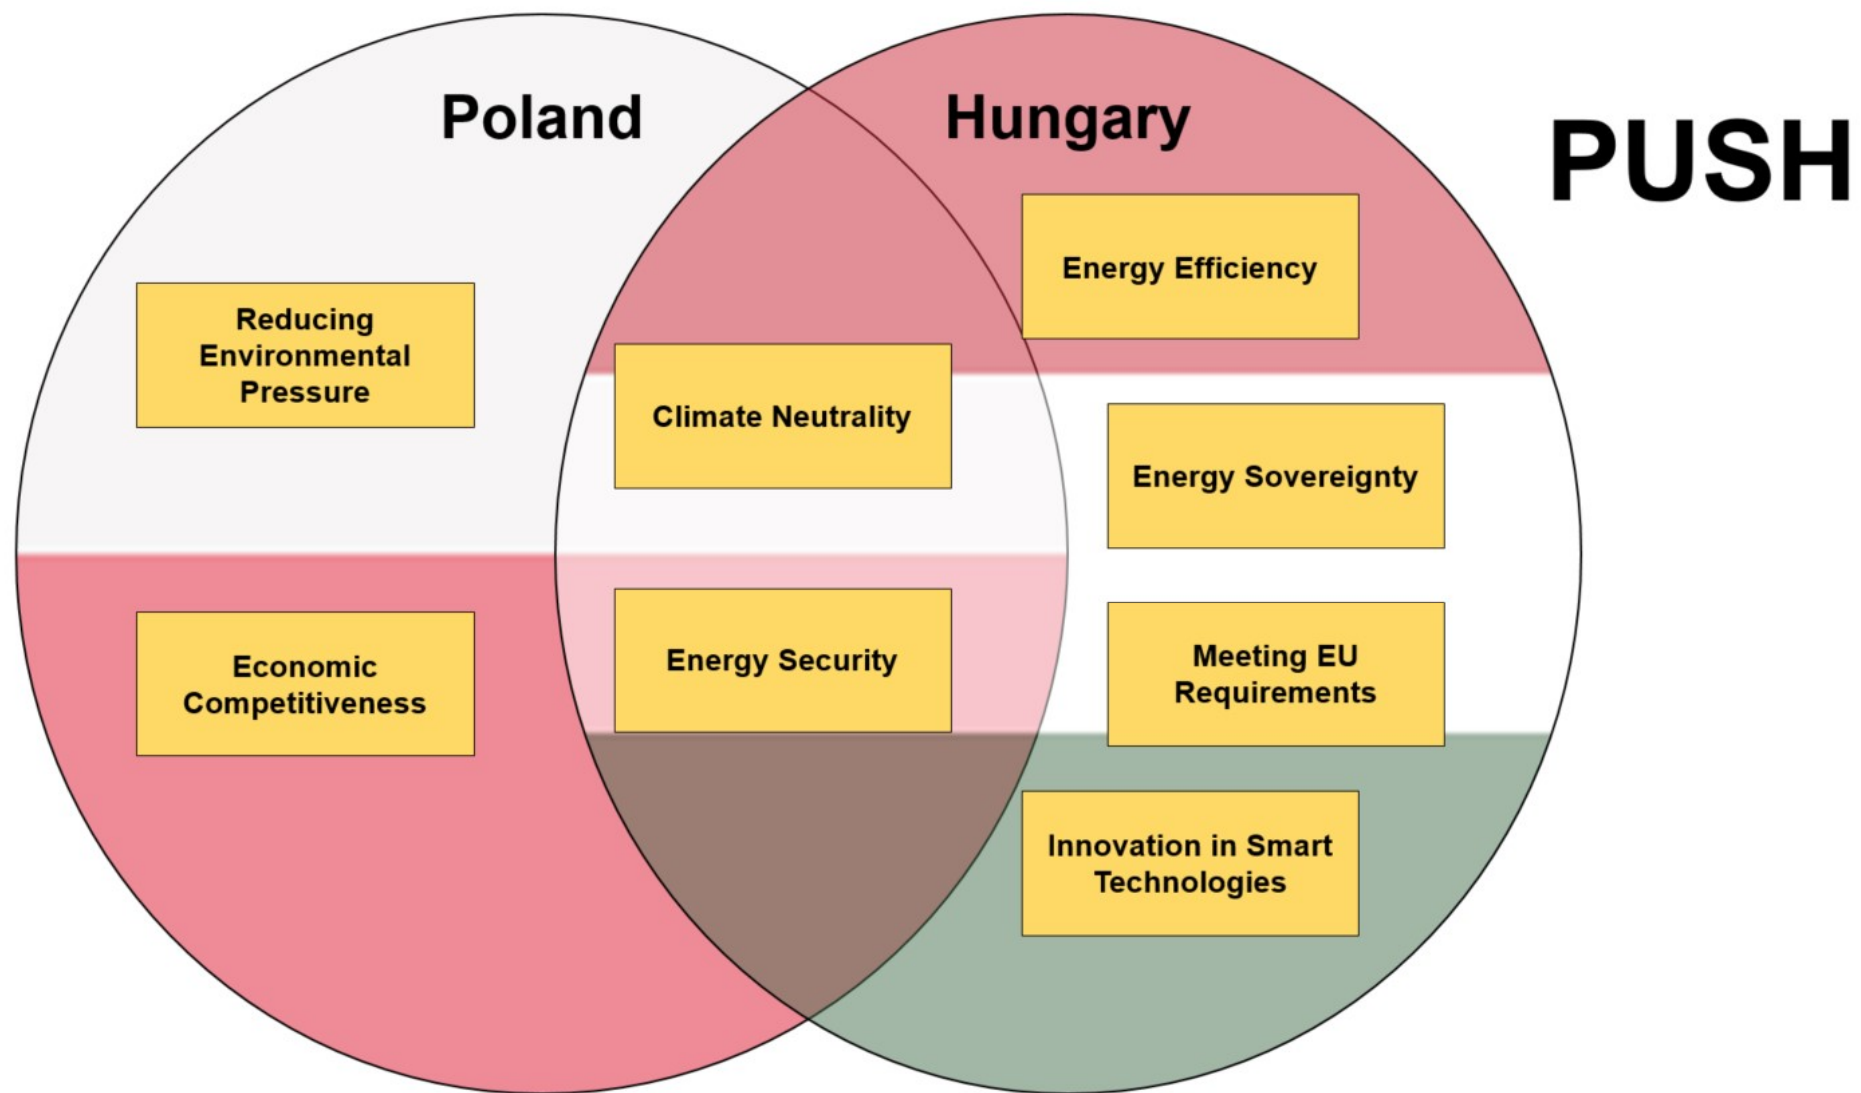 Poland
Hungary
PUSH
Energy Efficiency
Reducing
Environmental
Pressure
Climate Neutrality
Energy Sovereignty
Economic
Competitiveness
Energy Security
Meeting EU
Requirements
Innovation in Smart
Technologies